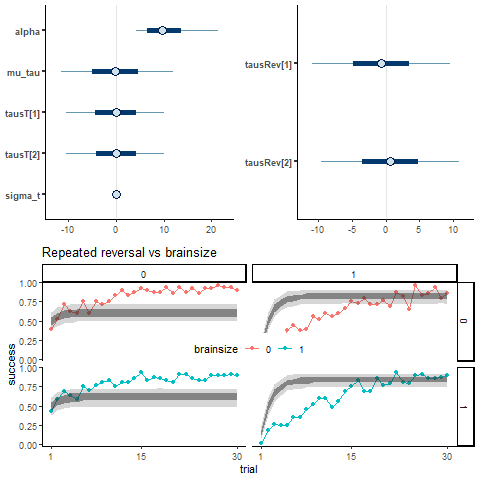 alpha
mu_tau
tausT[1]
tausT[2]
sigma_t
-10 0 10 20
tausRev[1]
tausRev[2]
-10 -5 0 5 10
Repeated reversal vs brainsize
0 1
success
1.00
0.75
0.50
0.25
0.00
0
brainsize 0 1
1.00
0.75
0.50
0.25
0.00
1
1 15 30 1 15 30
trial